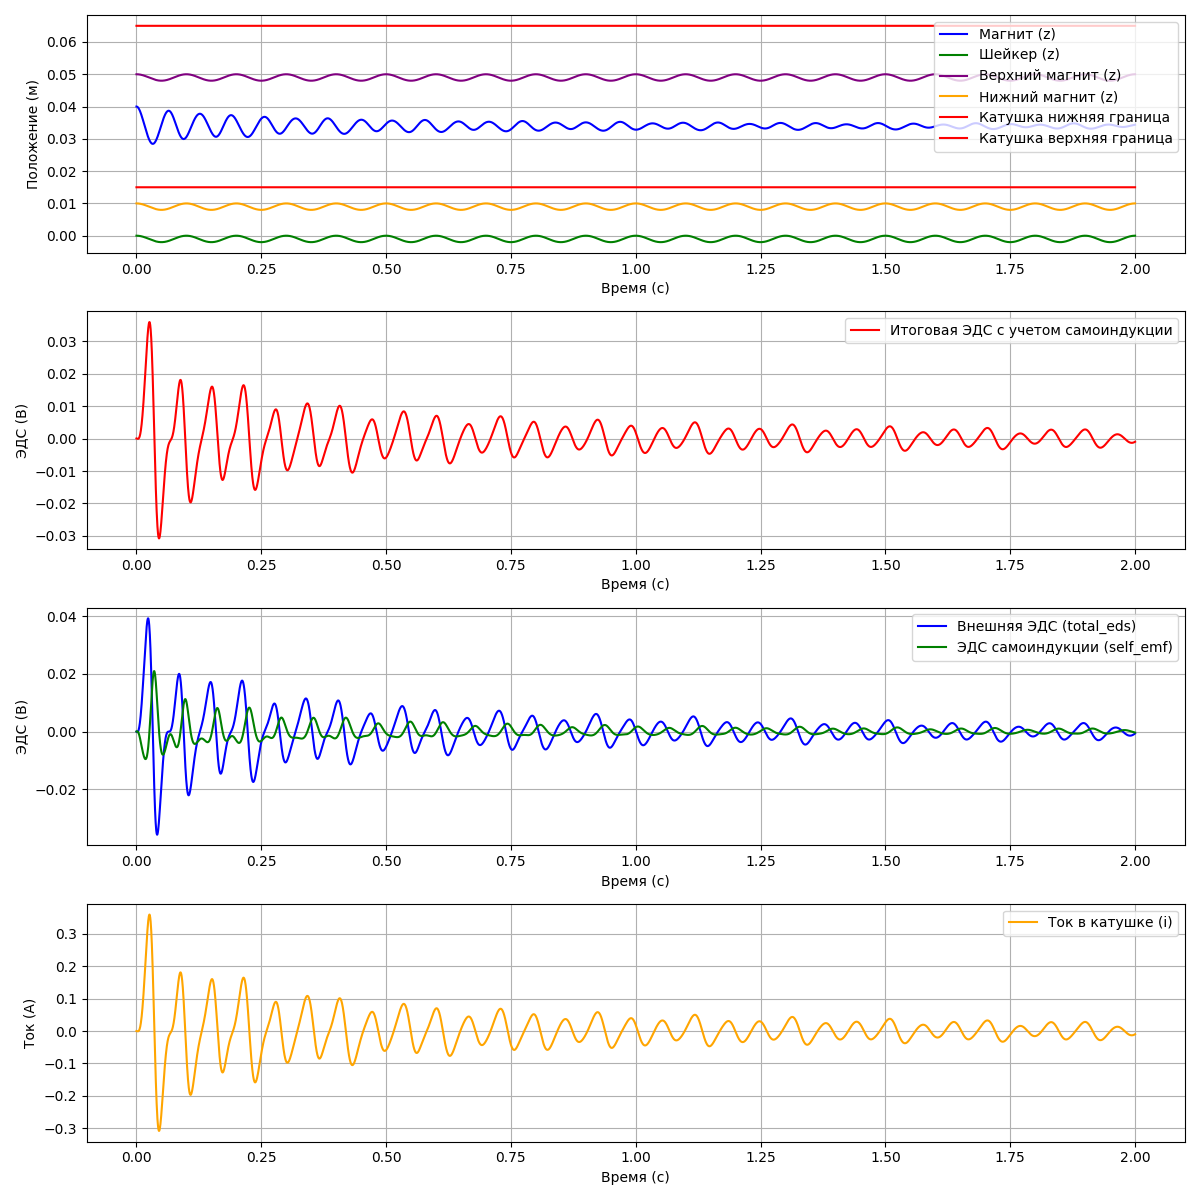 Положение (м)
0.06
0.05
0.04
0.03
0.02
0.01
0.00
Магнит (z)
Шейкер (z)
Верхний магнит (z)
Нижний магнит (z)
Катушка нижняя граница
Катушка верхняя граница
0.00 0.25 0.50 0.75 1.00 1.25 1.50 1.75 2.00
Время (с)
ЭДС (В)
0.03
0.02
0.01
0.00
−0.01
−0.02
−0.03
Итоговая ЭДС с учетом самоиндукции
0.00 0.25 0.50 0.75 1.00 1.25 1.50 1.75 2.00
Время (с)
ЭДС (В)
0.04
0.02
0.00
−0.02
Внешняя ЭДС (total_eds)
ЭДС самоиндукции (self_emf)
0.00 0.25 0.50 0.75 1.00 1.25 1.50 1.75 2.00
Время (с)
Ток (А)
0.3
0.2
0.1
0.0
−0.1
−0.2
−0.3
Ток в катушке (i)
0.00 0.25 0.50 0.75 1.00 1.25 1.50 1.75 2.00
Время (с)